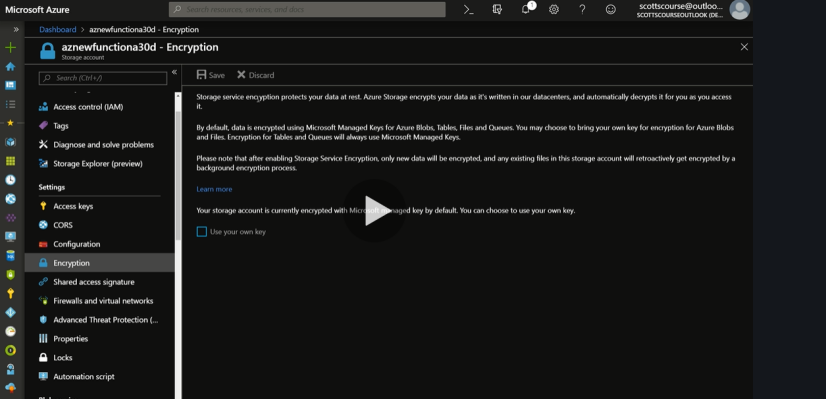 Microsoft Azure
Search resources, services, and docs
1
scottscourse@outloo...
SCOTTSCOURSEOUTLOOK (DE...
Dashboard > aznewfunctiona30d - Encryption
aznewfunctiona30d - Encryption
Storage account
Search (Ctrl+/)
Access control (IAM)
Tags
Diagnose and solve problems
Storage Explorer (preview)
Settings
Access keys
CORS
Configuration
Encryption
Shared access signature
Firewalls and virtual networks
Advanced Threat Protection (...
Properties
Locks
Automation script
Save Discard
Storage service encryption protects your data at rest. Azure Storage encrypts your data as it's written in our datacenters, and automatically decrypts it for you as you access
it.
By default, data is encrypted using Microsoft Managed Keys for Azure Blobs, Tables, Files and Queues. You may choose to bring your own key for encryption for Azure Blobs
and Files. Encryption for Tables and Queues will always use Microsoft Managed Keys.
Please note that after enabling Storage Service Encryption, only new data will be encrypted, and any existing files in this storage account will retroactively get encrypted by a
background encryption process.
Learn more
Your storage account is currently encrypted with Microsoft managed key by default. You can choose to use your own key.
Use your own key